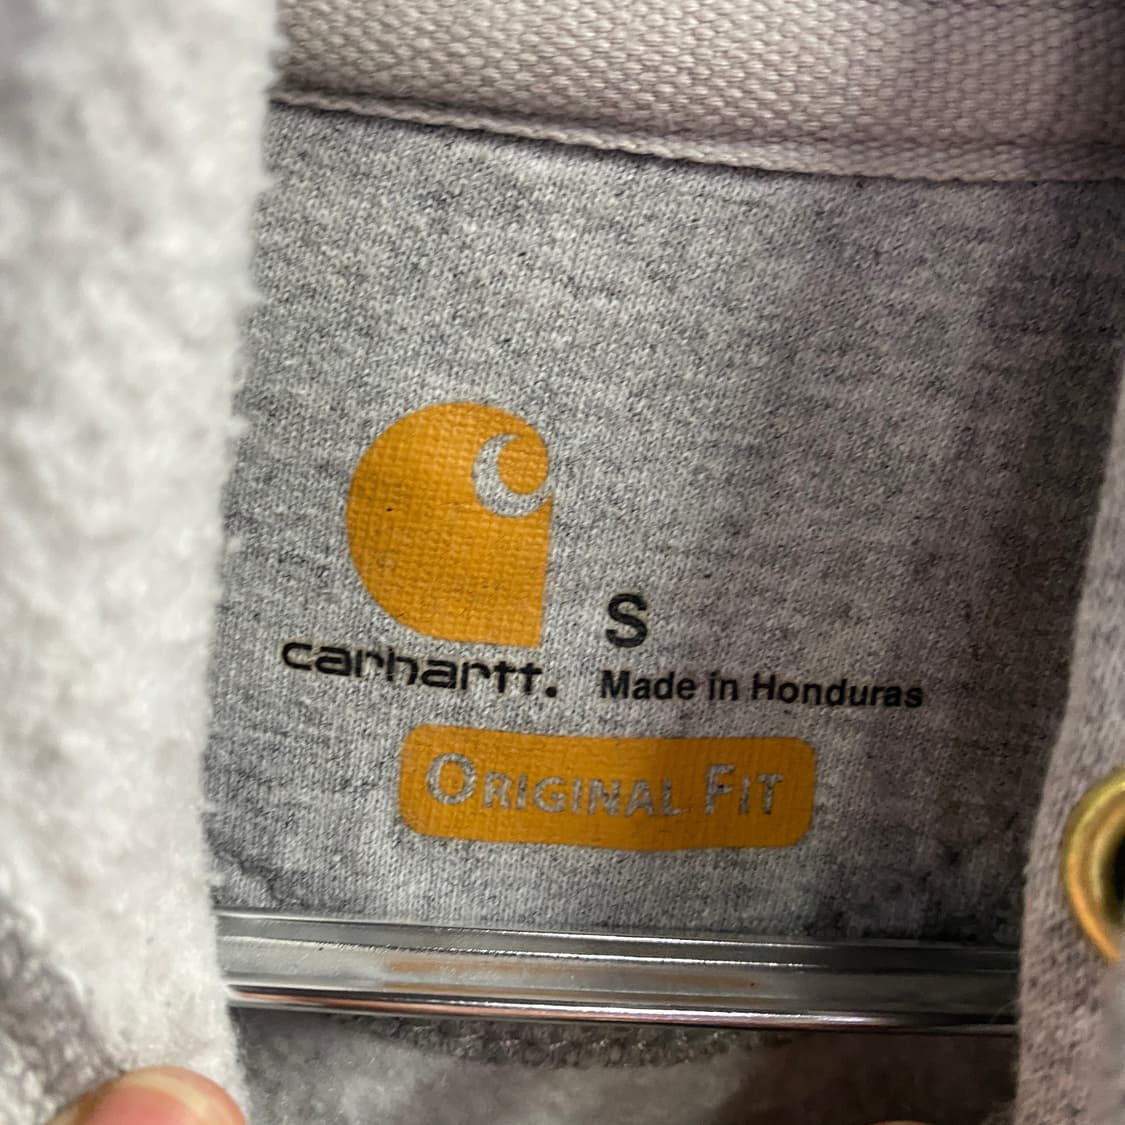 S
carhartt.
Made in Honduras
ORIGINAL FIT